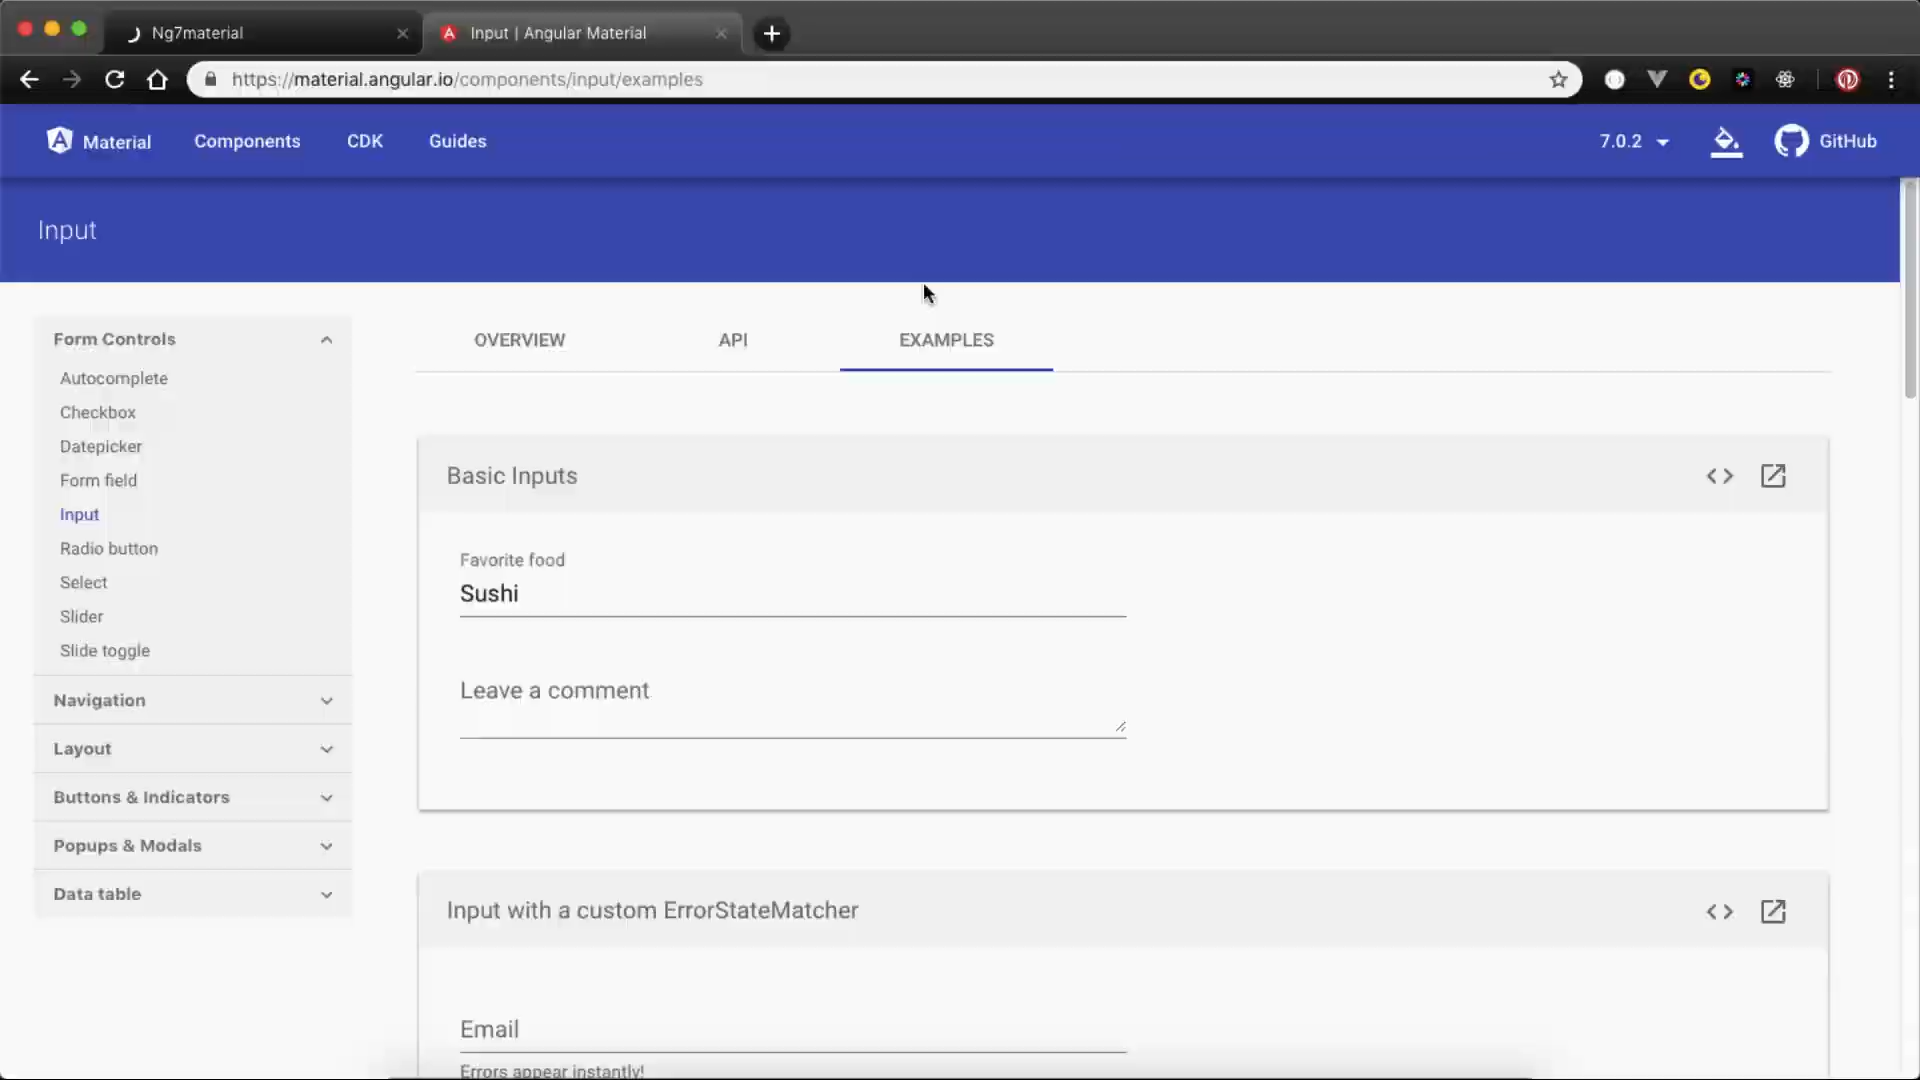 Ng7material
Input | Angular Material
https://material.angular.io/components/input/examples
Material
Components
CDK
Guides
7.0.2
GitHub
Input
Form Controls
Autocomplete
Checkbox
Datepicker
Form field
Input
Radio button
Select
Slider
Slide toggle
Navigation
Layout
Buttons & Indicators
Popups & Modals
Data table
OVERVIEW
API
EXAMPLES
Basic Inputs
Favorite food
Sushi
Leave a comment
Input with a custom ErrorStateMatcher
Email
Errors appear instantly!